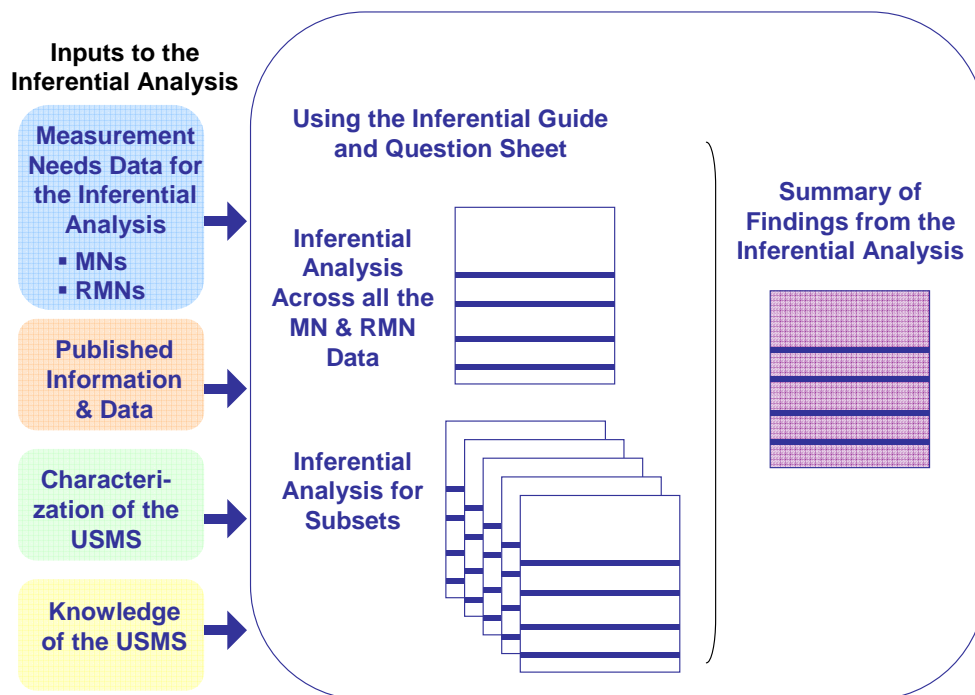 Inputs to the
Inferential Analysis
Measurement
Needs Data for
the Inferential
Analysis
▪ MNs
▪ RMNs
Published
Information
& Data
Characteri-
zation of the
USMS
Knowledge
of the USMS
Using the Inferential Guide
and Question Sheet
Inferential
Analysis
Across all the
MN & RMN
Data
Inferential
Analysis for
Subsets
Summary of
Findings from the
Inferential Analysis